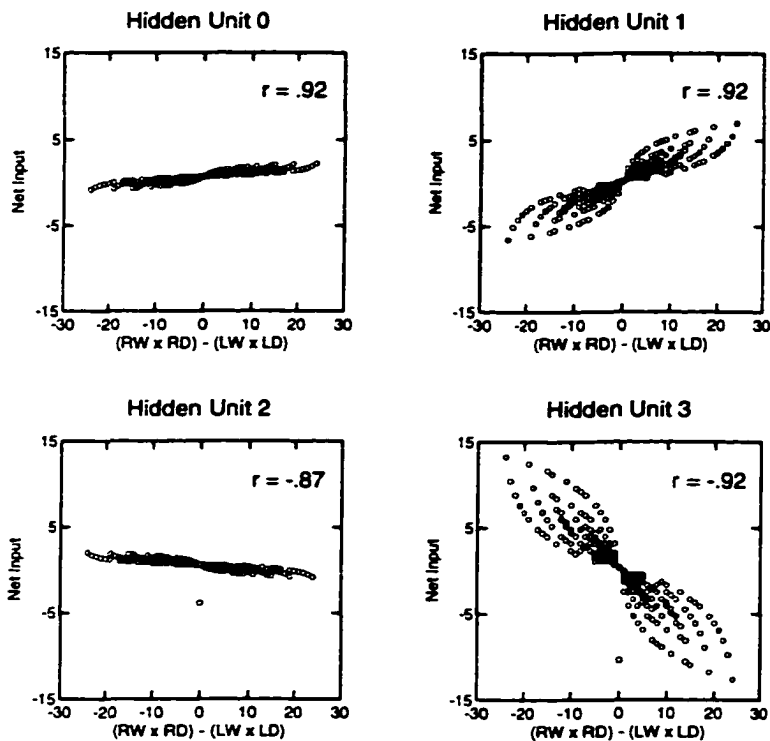 Hidden Unit 0
15
r = .92
5
Net Input
-5
-15
-30 -20 -10 0 10 20 30
(RW x RD) - (LW x LD)
Hidden Unit 1
15
r = .92
5
Net Input
-5
-15
-30 -20 -10 0 10 20 30
(RW x RD) - (LW x LD)
Hidden Unit 2
15
r = -.87
5
Net Input
-5
-15
-30 -20 -10 0 10 20 30
(RW x RD) - (LW x LD)
Hidden Unit 3
15
r = -.92
5
Net Input
-5
-15
-30 -20 -10 0 10 20 30
(RW x RD) - (LW x LD)